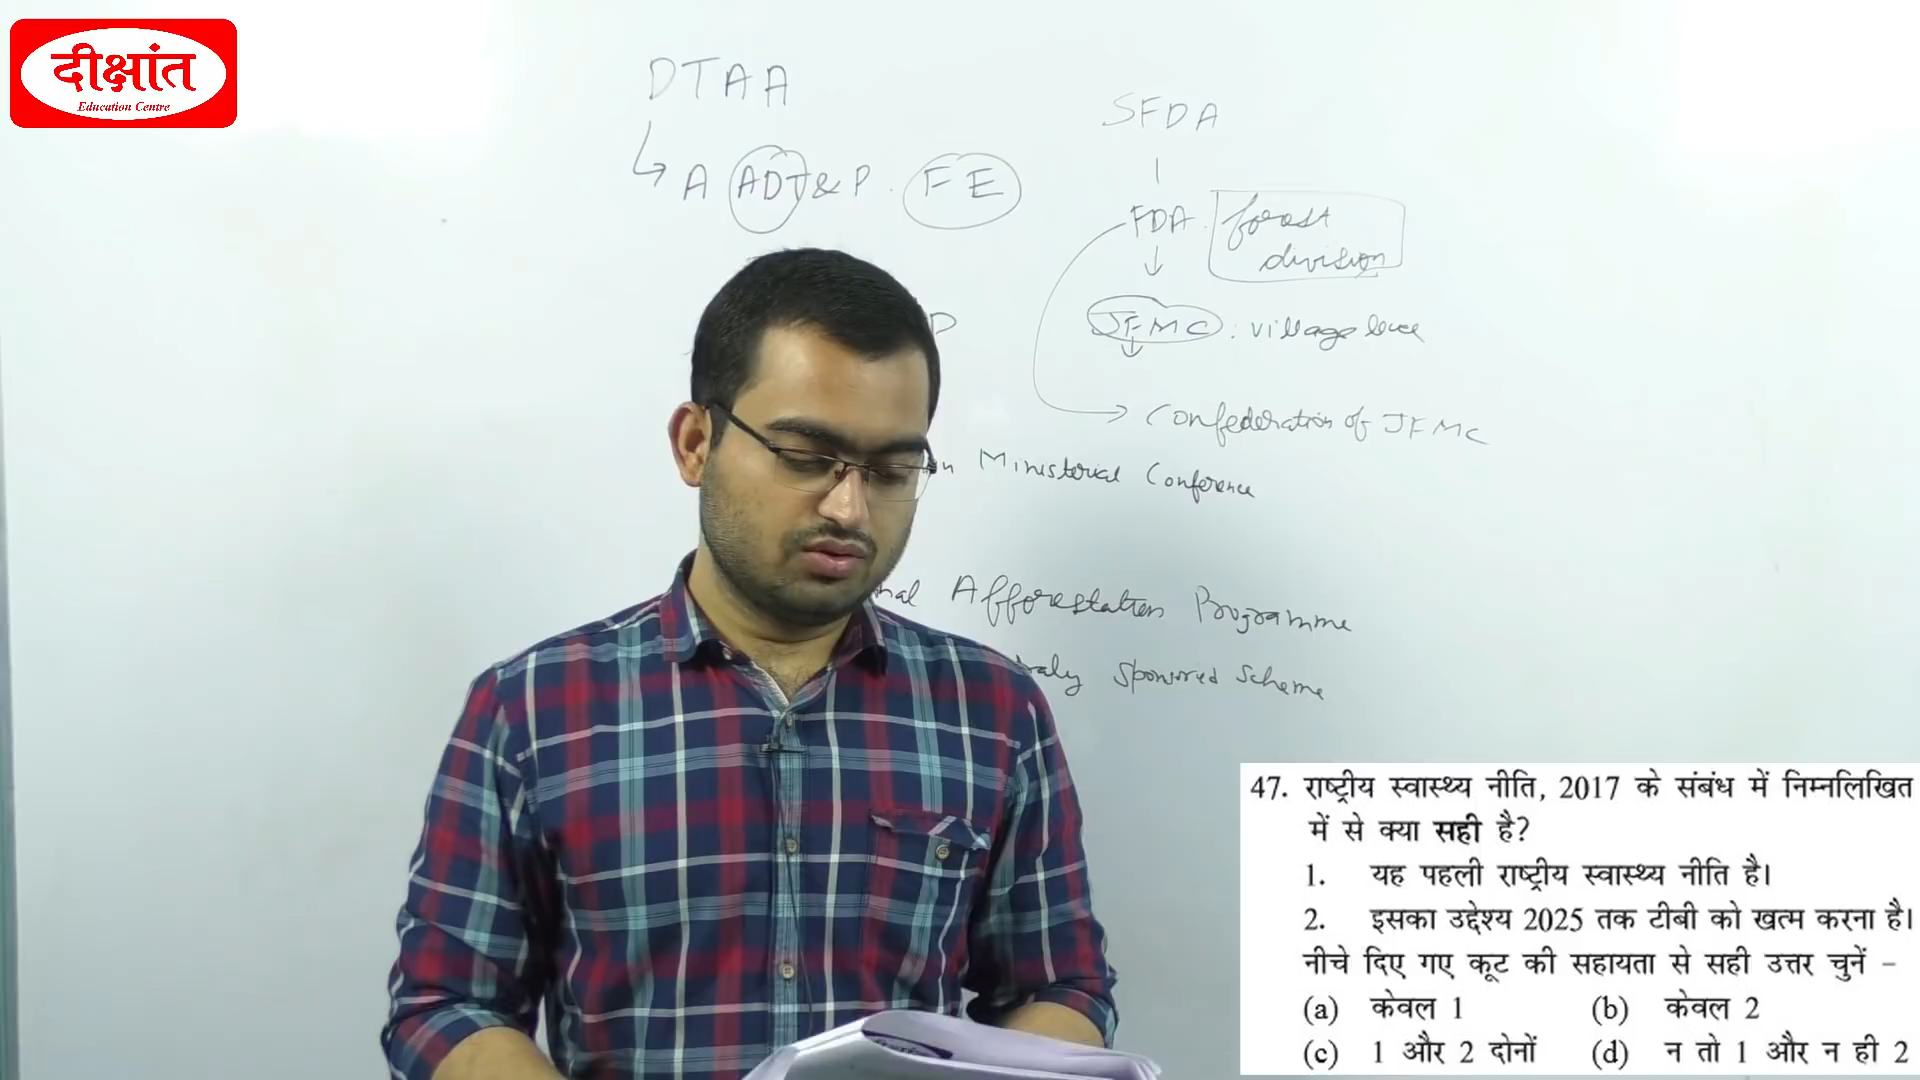 दीक्षांत
Education Centre
DTAA
A ADT & P. FE
SFDA
FDA. forest
division
JFMC : village level
Confederation of JFMC
Ministerial Conference
Afforestation Programme
Sponsored Scheme
47. राष्ट्रीय स्वास्थ्य नीति, 2017 के संबंध में निम्नलिखित
में से क्या सही है?
1. यह पहली राष्ट्रीय स्वास्थ्य नीति है।
2. इसका उद्देश्य 2025 तक टीबी को खत्म करना है।
नीचे दिए गए कूट की सहायता से सही उत्तर चुनें –
(a) केवल 1 (b) केवल 2
(c) 1 और 2 दोनों (d) न तो 1 और न ही 2